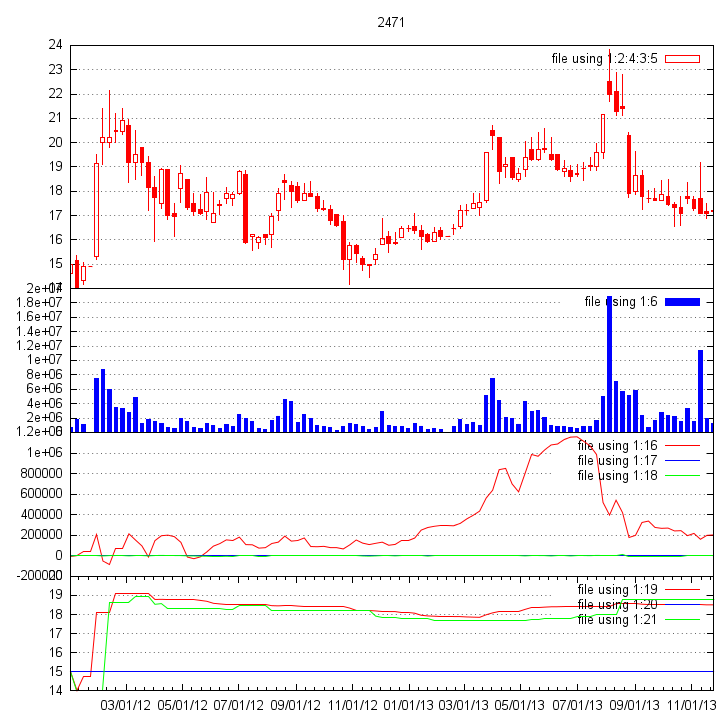 2471
24
file using 1:2:4:3:5
23
22
21
20
19
18
17
16
15
14
2e+07
file using 1:6
1.8e+07
1.6e+07
1.4e+07
1.2e+07
1e+07
8e+06
6e+06
4e+06
2e+06
0
1.2e+06
file using 1:16
1e+06
file using 1:17
800000
file using 1:18
600000
400000
200000
0
-200000
20
file using 1:19
19
file using 1:20
18
file using 1:21
17
16
15
14
03/01/12 05/01/12 07/01/12 09/01/12 11/01/12 01/01/13 03/01/13 05/01/13 07/01/13 09/01/13 11/01/13